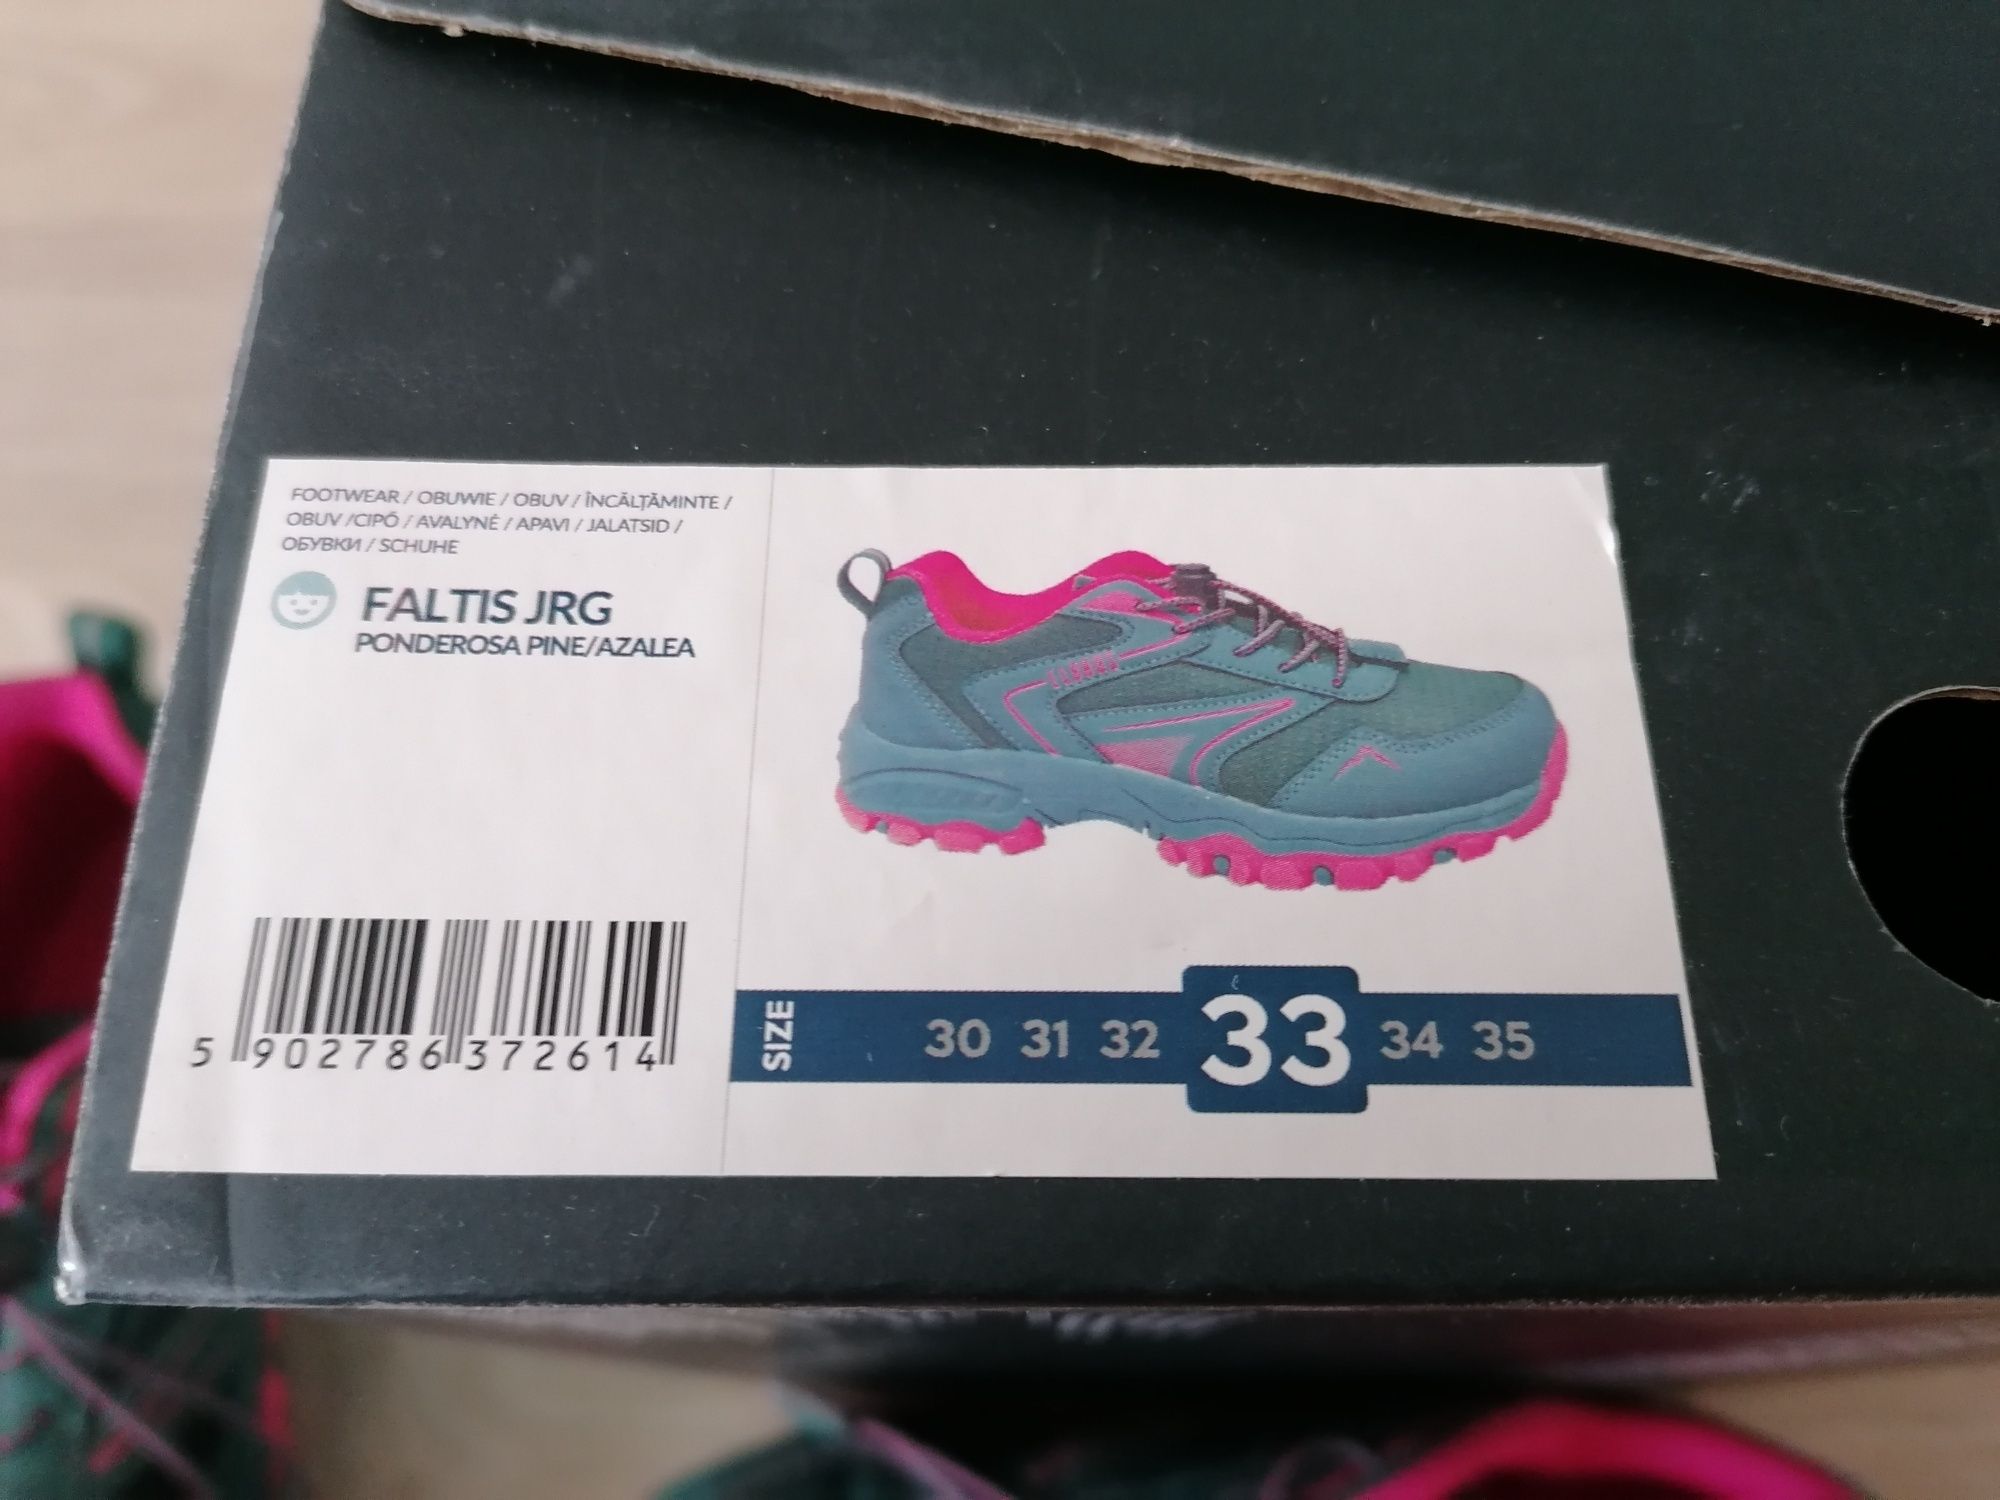 FOOTWEAR / OBUWIE / OBUV / ÎNCĂLȚĂMINTE /
OBUV /CIPŐ / AVALYNĖ / APAVI / JALATSID /
ОБУВКИ / SCHUHE
FALTIS JRG
PONDEROSA PINE/AZALEA
5 902786 372614
SIZE 30 31 32 33 34 35